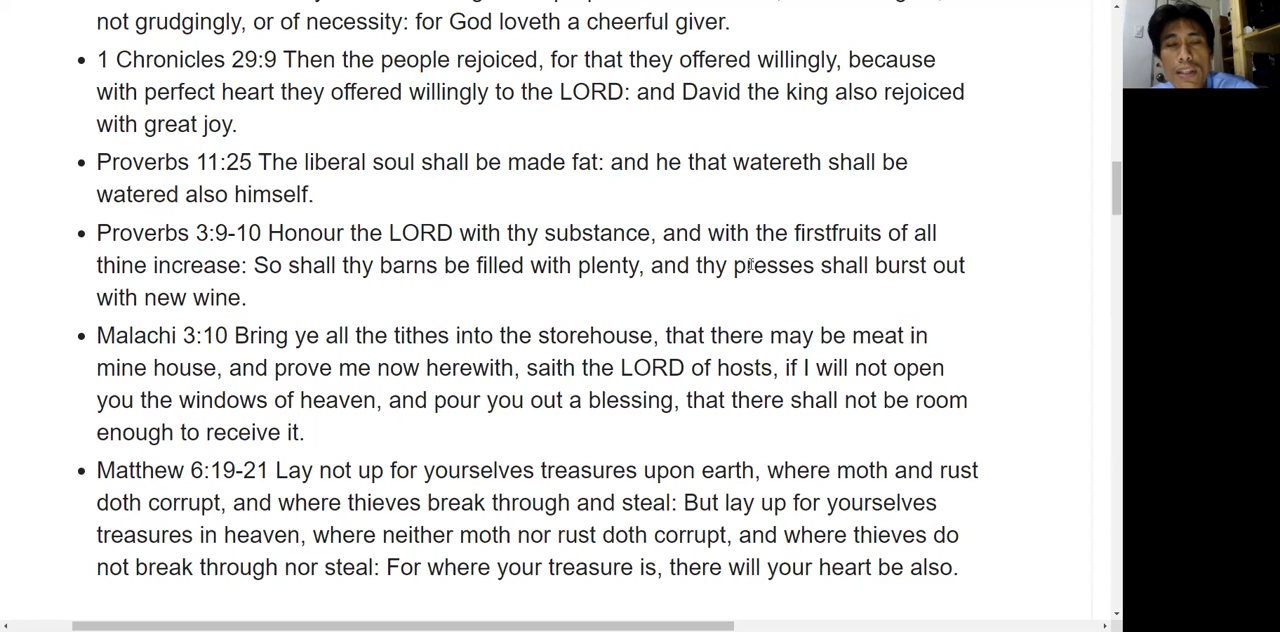 not grudgingly, or of necessity: for God loveth a cheerful giver.
1 Chronicles 29:9 Then the people rejoiced, for that they offered willingly, because
with perfect heart they offered willingly to the LORD: and David the king also rejoiced
with great joy.
Proverbs 11:25 The liberal soul shall be made fat: and he that watereth shall be
watered also himself.
Proverbs 3:9-10 Honour the LORD with thy substance, and with the firstfruits of all
thine increase: So shall thy barns be filled with plenty, and thy presses shall burst out
with new wine.
Malachi 3:10 Bring ye all the tithes into the storehouse, that there may be meat in
mine house, and prove me now herewith, saith the LORD of hosts, if I will not open
you the windows of heaven, and pour you out a blessing, that there shall not be room
enough to receive it.
Matthew 6:19-21 Lay not up for yourselves treasures upon earth, where moth and rust
doth corrupt, and where thieves break through and steal: But lay up for yourselves
treasures in heaven, where neither moth nor rust doth corrupt, and where thieves do
not break through nor steal: For where your treasure is, there will your heart be also.